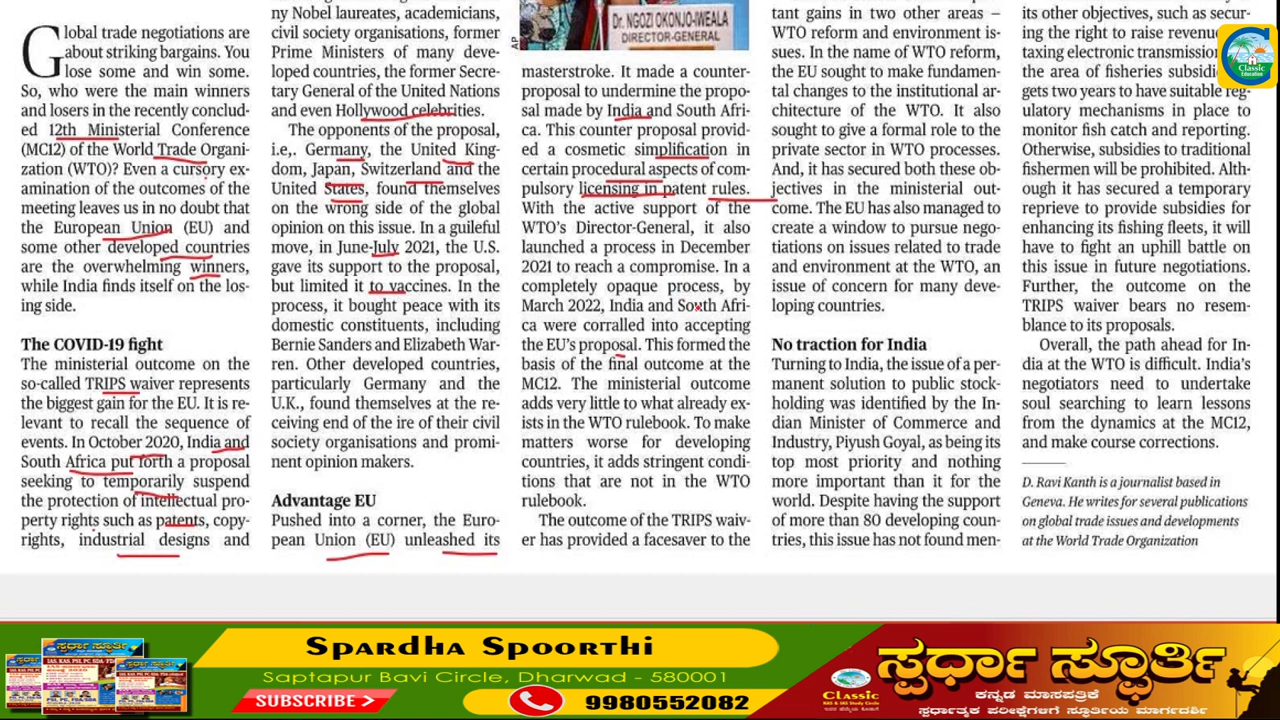 Global trade negotiations are
about striking bargains. You
lose some and win some.
So, who were the main winners
and losers in the recently conclud-
ed 12th Ministerial Conference
(MC12) of the World Trade Organi-
zation (WTO)? Even a cursory ex-
amination of the outcomes of the
meeting leaves us in no doubt that
the European Union (EU) and
some other developed countries
are the overwhelming winners,
while India finds itself on the los-
ing side.
The COVID-19 fight
The ministerial outcome on the
so-called TRIPS waiver represents
the biggest gain for the EU. It is re-
levant to recall the sequence of
events. In October 2020, India and
South Africa put forth a proposal
seeking to temporarily suspend
the protection of intellectual pro-
perty rights such as patents, copy-
rights, industrial designs and
ny Nobel laureates, academicians,
civil society organisations, former
Prime Ministers of many deve-
loped countries, the former Secre-
tary General of the United Nations
and even Hollywood celebrities.
The opponents of the proposal,
i.e,. Germany, the United King-
dom, Japan, Switzerland and the
United States, found themselves
on the wrong side of the global
opinion on this issue. In a guileful
move, in June-July 2021, the U.S.
gave its support to the proposal,
but limited it to vaccines. In the
process, it bought peace with its
domestic constituents, including
Bernie Sanders and Elizabeth War-
ren. Other developed countries,
particularly Germany and the
U.K., found themselves at the re-
ceiving end of the ire of their civil
society organisations and promi-
nent opinion makers.
Advantage EU
Pushed into a corner, the Euro-
pean Union (EU) unleashed its
AP
Dr. NGOZI OKONJO-IWEALA
DIRECTOR-GENERAL
masterstroke. It made a counter-
proposal to undermine the propo-
sal made by India and South Afri-
ca. This counter proposal provid-
ed a cosmetic simplification in
certain procedural aspects of com-
pulsory licensing in patent rules.
With the active support of the
WTO's Director-General, it also
launched a process in December
2021 to reach a compromise. In a
completely opaque process, by
March 2022, India and South Afri-
ca were corralled into accepting
the EU's proposal. This formed the
basis of the final outcome at the
MC12. The ministerial outcome
adds very little to what already ex-
ists in the WTO rulebook. To make
matters worse for developing
countries, it adds stringent condi-
tions that are not in the WTO
rulebook.
The outcome of the TRIPS waiv-
er has provided a facesaver to the
tant gains in two other areas –
WTO reform and environment is-
sues. In the name of WTO reform,
the EU sought to make fundamen-
tal changes to the institutional ar-
chitecture of the WTO. It also
sought to give a formal role to the
private sector in WTO processes.
And, it has secured both these ob-
jectives in the ministerial out-
come. The EU has also managed to
create a window to pursue nego-
tiations on issues related to trade
and environment at the WTO, an
issue of concern for many deve-
loping countries.
No traction for India
Turning to India, the issue of a per-
manent solution to public stock-
holding was identified by the In-
dian Minister of Commerce and
Industry, Piyush Goyal, as being its
top most priority and nothing
more important than it for the
world. Despite having the support
of more than 80 developing coun-
tries, this issue has not found men-
its other objectives, such as secur-
ing the right to raise revenue
taxing electronic transmission
the area of fisheries subsidi
gets two years to have suitable reg-
ulatory mechanisms in place to
monitor fish catch and reporting.
Otherwise, subsidies to traditional
fishermen will be prohibited. Alth-
ough it has secured a temporary
reprieve to provide subsidies for
enhancing its fishing fleets, it will
have to fight an uphill battle on
this issue in future negotiations.
Further, the outcome on the
TRIPS waiver bears no resem-
blance to its proposals.
Overall, the path ahead for In-
dia at the WTO is difficult. India's
negotiators need to undertake
soul searching to learn lessons
from the dynamics at the MC12,
and make course corrections.
D. Ravi Kanth is a journalist based in
Geneva. He writes for several publications
on global trade issues and developments
at the World Trade Organization
Classic
Education
Spardha Spoorthi
Saptapur Bavi Circle, Dharwad - 580001
SUBSCRIBE
9980552082
ಸ್ಪರ್ಧಾ ಸ್ಫೂರ್ತಿ
ಕನ್ನಡ ಮಾಸಪತ್ರಿಕೆ
ಸ್ಪರ್ಧಾತ್ಮಕ ಪರೀಕ್ಷೆಗಳಿಗೆ ಸ್ಫೂರ್ತಿಯ ಮಾರ್ಗದರ್ಶಿ
Classic
KAS & IAS Study Circle